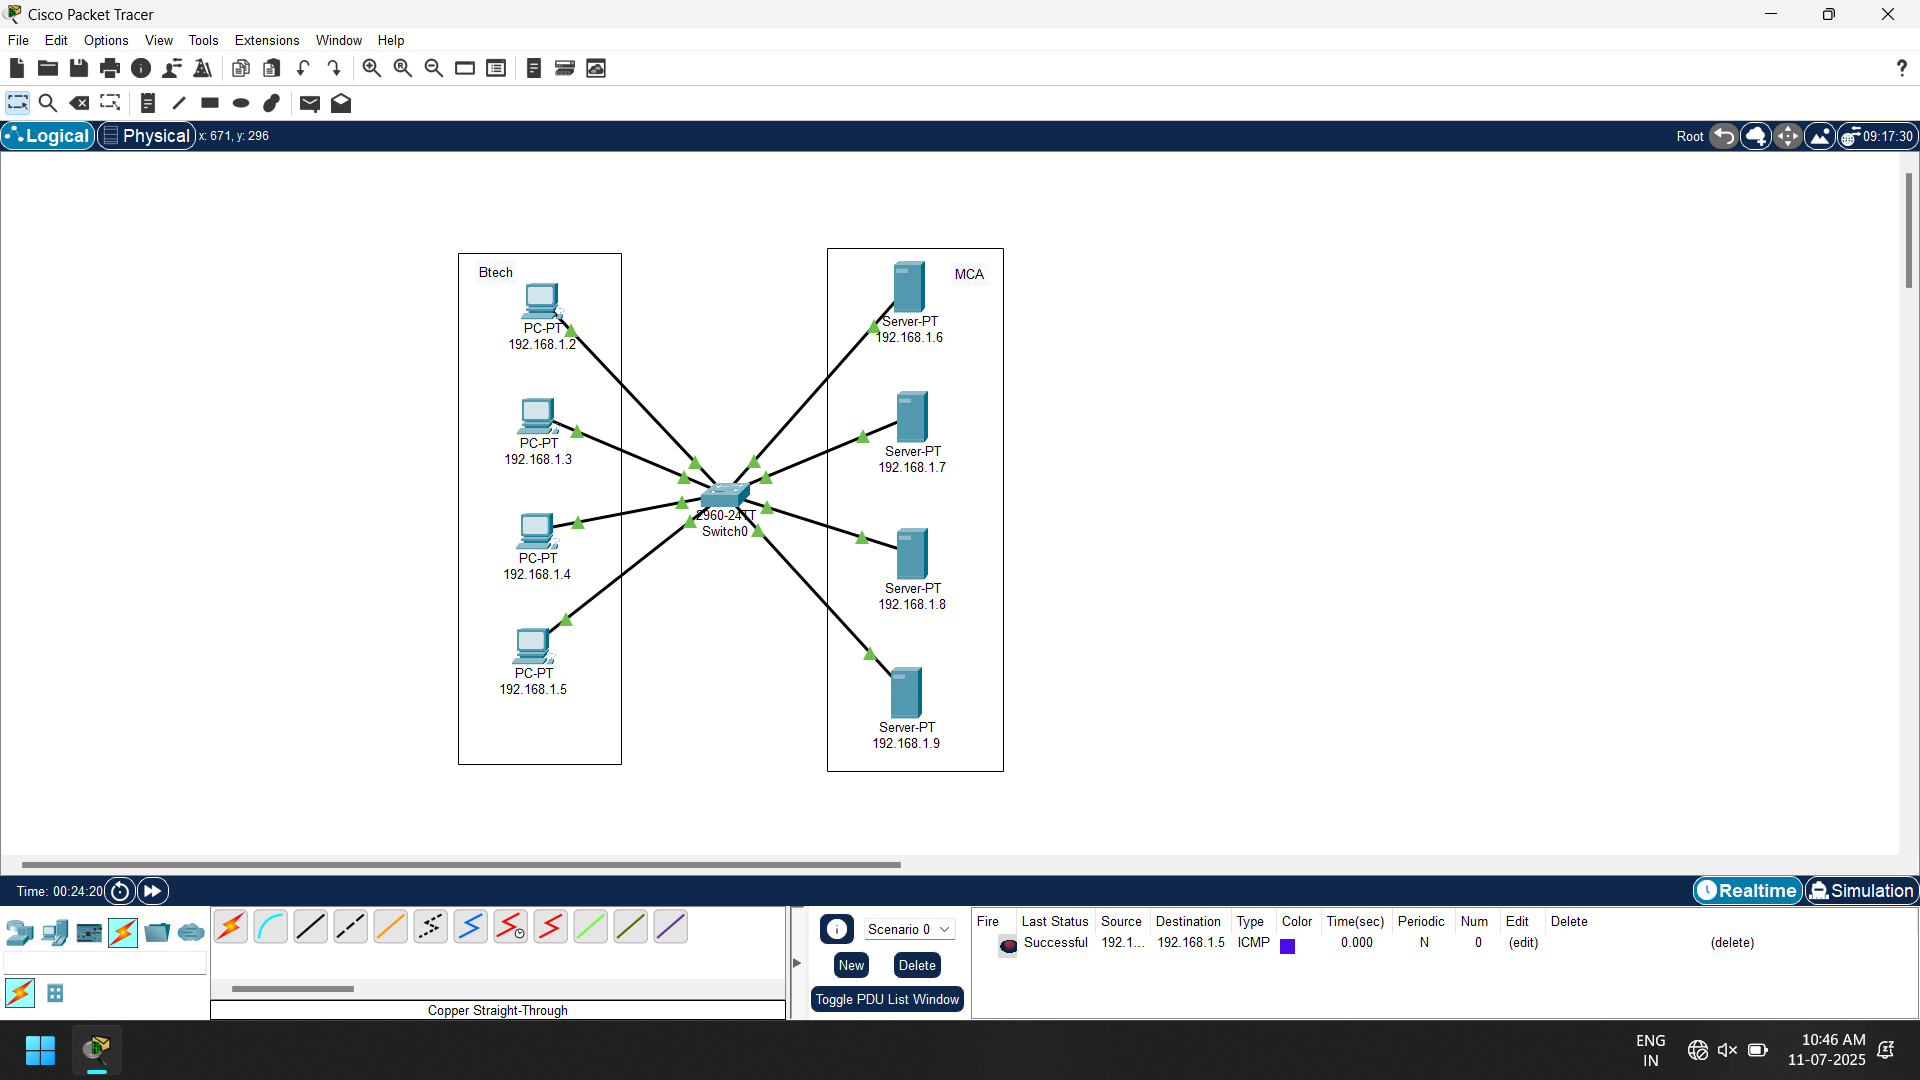 Cisco Packet Tracer
File Edit Options View Tools Extensions Window Help
?
Logical Physical x: 671, y: 296 Root 09:17:30
Btech
PC-PT
192.168.1.2
PC-PT
192.168.1.3
PC-PT
192.168.1.4
PC-PT
192.168.1.5
2960-24TT
Switch0
MCA
Server-PT
192.168.1.6
Server-PT
192.168.1.7
Server-PT
192.168.1.8
Server-PT
192.168.1.9
Time: 00:24:20 Realtime Simulation
Copper Straight-Through
Scenario 0
New Delete
Toggle PDU List Window
Fire Last Status Source Destination Type Color Time(sec) Periodic Num Edit Delete
Successful 192.1... 192.168.1.5 ICMP 0.000 N 0 (edit) (delete)
ENG
IN
10:46 AM
11-07-2025